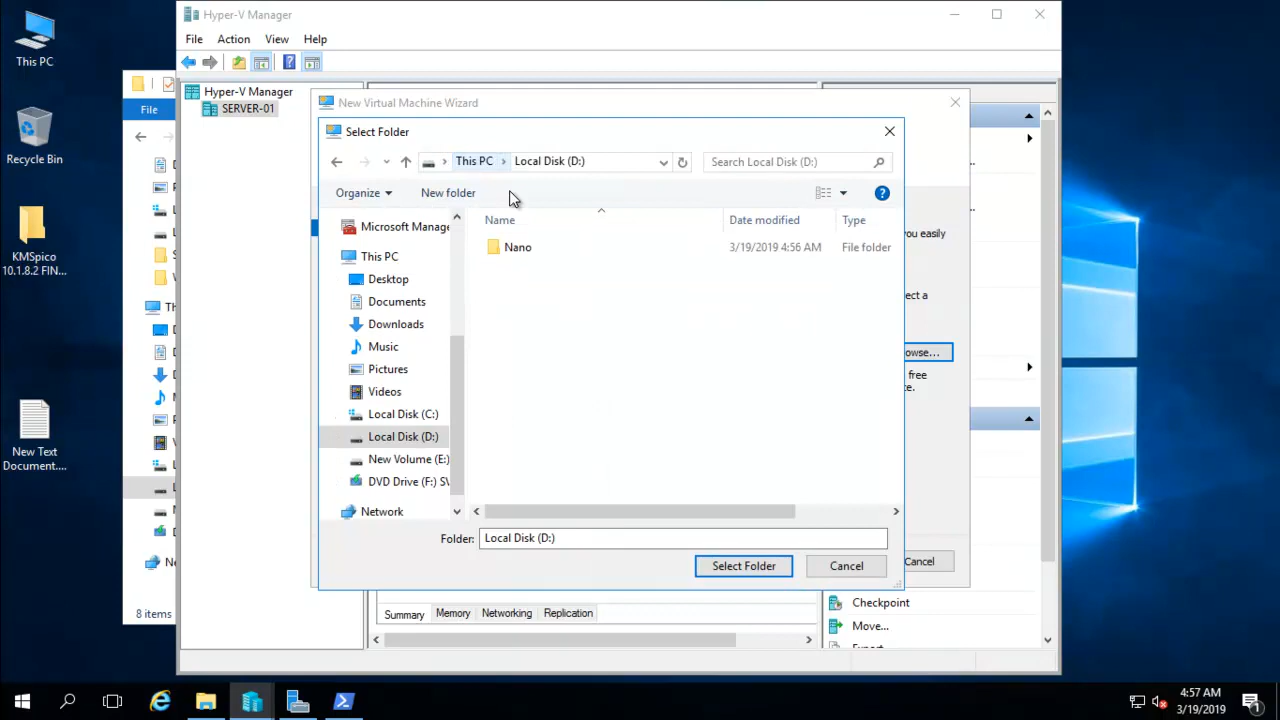 This PC
Recycle Bin
KMSpico
10.1.8.2 FIN...
New Text
Document....
File
8 items
Hyper-V Manager
File Action View Help
Hyper-V Manager
SERVER-01
New Virtual Machine Wizard
Select Folder
This PC Local Disk (D:)
Search Local Disk (D:)
Organize New folder
Name Date modified Type
Nano 3/19/2019 4:56 AM File folder
Microsoft Manage
This PC
Desktop
Documents
Downloads
Music
Pictures
Videos
Local Disk (C:)
Local Disk (D:)
New Volume (E:)
DVD Drive (F:) SV
Network
Folder: Local Disk (D:)
Select Folder Cancel
you easily
ect a
owse...
free
Cancel
Summary Memory Networking Replication
Checkpoint
Move...
4:57 AM
3/19/2019
1